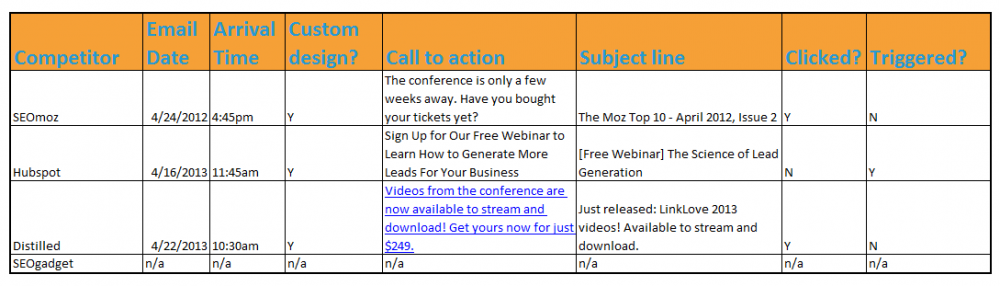 Email Arrival Custom
Competitor Date Time design? Call to action Subject line Clicked? Triggered?
The conference is only a few
weeks away. Have you bought
SEOmoz 4/24/2012 4:45pm Y your tickets yet? The Moz Top 10 - April 2012, Issue 2 Y N
Sign Up for Our Free Webinar to
Learn How to Generate More [Free Webinar] The Science of Lead
Hubspot 4/16/2013 11:45am Y Leads For Your Business Generation N Y
Videos from the conference are
now available to stream and Just released: LinkLove 2013
download! Get yours now for just videos! Available to stream and
Distilled 4/22/2013 10:30am Y $249. download. Y N
SEOgadget n/a n/a n/a n/a n/a n/a n/a